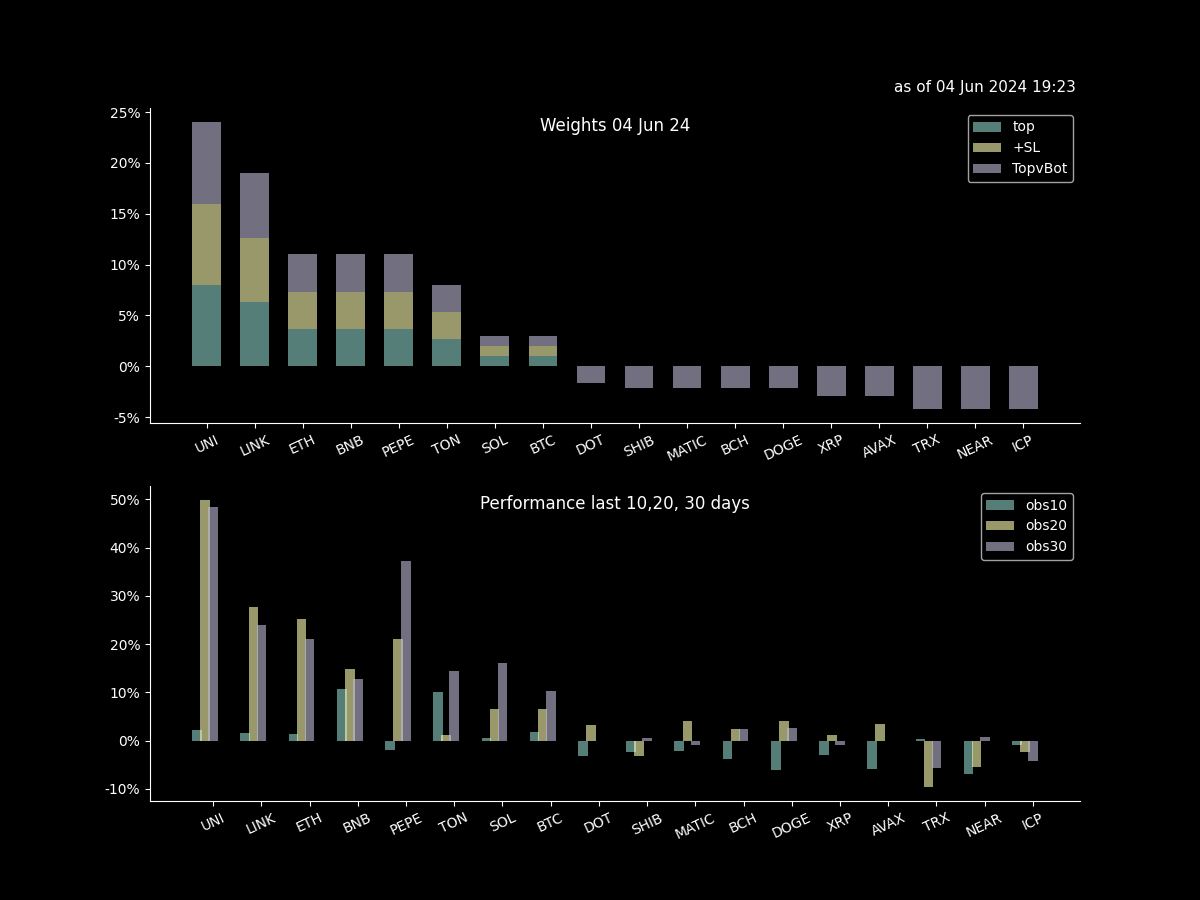 as of 04 Jun 2024 19:23
Weights 04 Jun 24
top
+SL
TopvBot
25%
20%
15%
10%
5%
0%
-5%
UNI LINK ETH BNB PEPE TON SOL BTC DOT SHIB MATIC BCH DOGE XRP AVAX TRX NEAR ICP
Performance last 10,20, 30 days
obs10
obs20
obs30
50%
40%
30%
20%
10%
0%
-10%
UNI LINK ETH BNB PEPE TON SOL BTC DOT SHIB MATIC BCH DOGE XRP AVAX TRX NEAR ICP